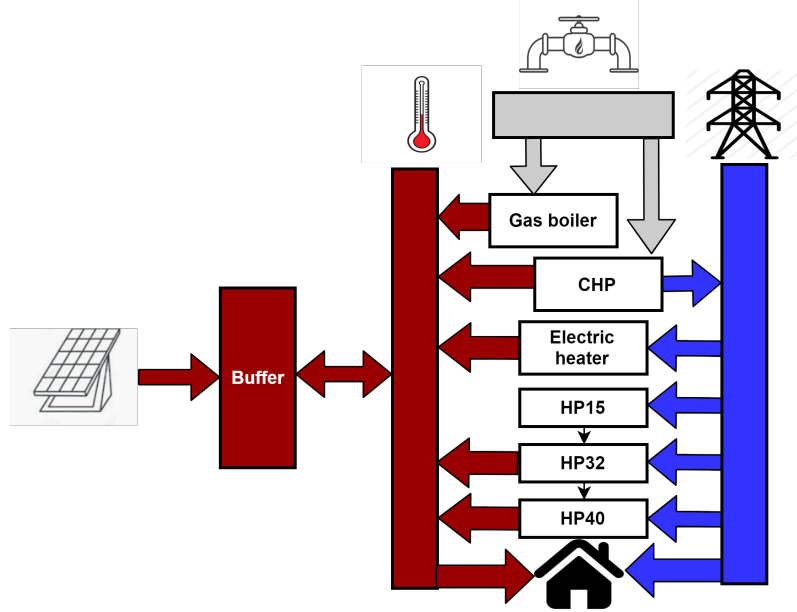 Gas boiler
CHP
Electric
heater
Buffer
HP15
HP32
HP40